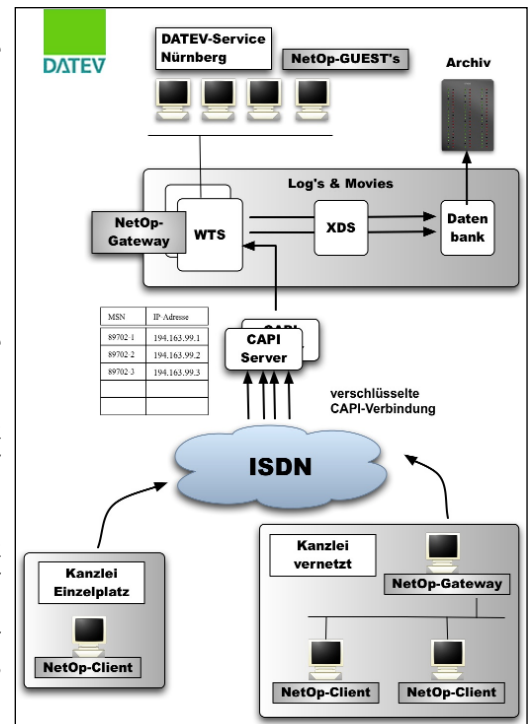 DATEV
DATEV-Service
Nürnberg
NetOp-GUEST's
Archiv
Log's & Movies
NetOp-
Gateway
WTS
XDS
Daten
bank
MSN IP-Adresse
89702-1 194.163.99.1
89702-2 194.163.99.2
89702-3 194.163.99.3
CAPI
CAPI
Server
verschlüsselte
CAPI-Verbindung
ISDN
Kanzlei
Einzelplatz
NetOp-Client
Kanzlei
vernetzt
NetOp-Gateway
NetOp-Client
NetOp-Client